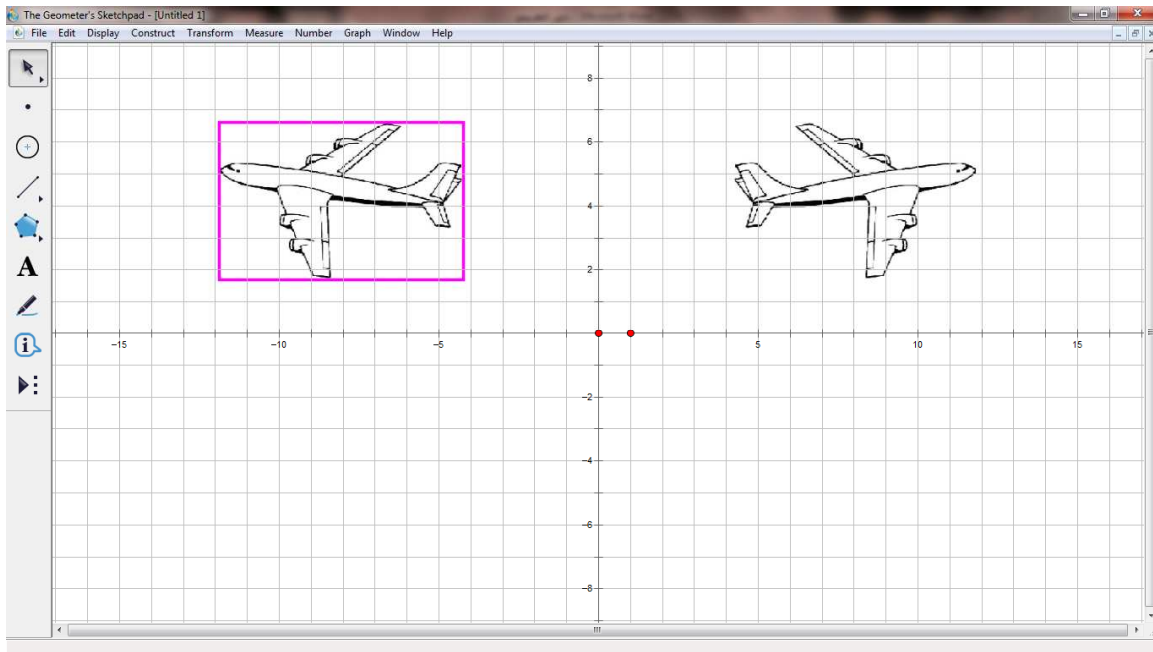 The Geometer's Sketchpad - [Untitled 1]
File Edit Display Construct Transform Measure Number Graph Window Help
8
6
4
2
-15 -10 -5 5 10 15
-2
-4
-6
-8
A